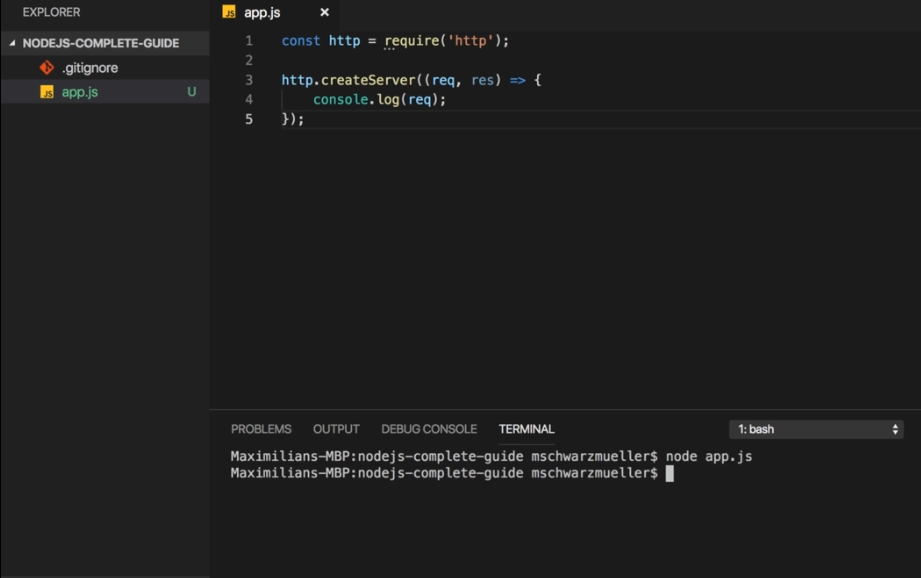 EXPLORER
NODEJS-COMPLETE-GUIDE
.gitignore
JS app.js U
JS app.js ×
1 const http = require('http');
2
3 http.createServer((req, res) => {
4 console.log(req);
5 });
PROBLEMS OUTPUT DEBUG CONSOLE TERMINAL 1: bash
Maximilians-MBP:nodejs-complete-guide mschwarzmueller$ node app.js
Maximilians-MBP:nodejs-complete-guide mschwarzmueller$